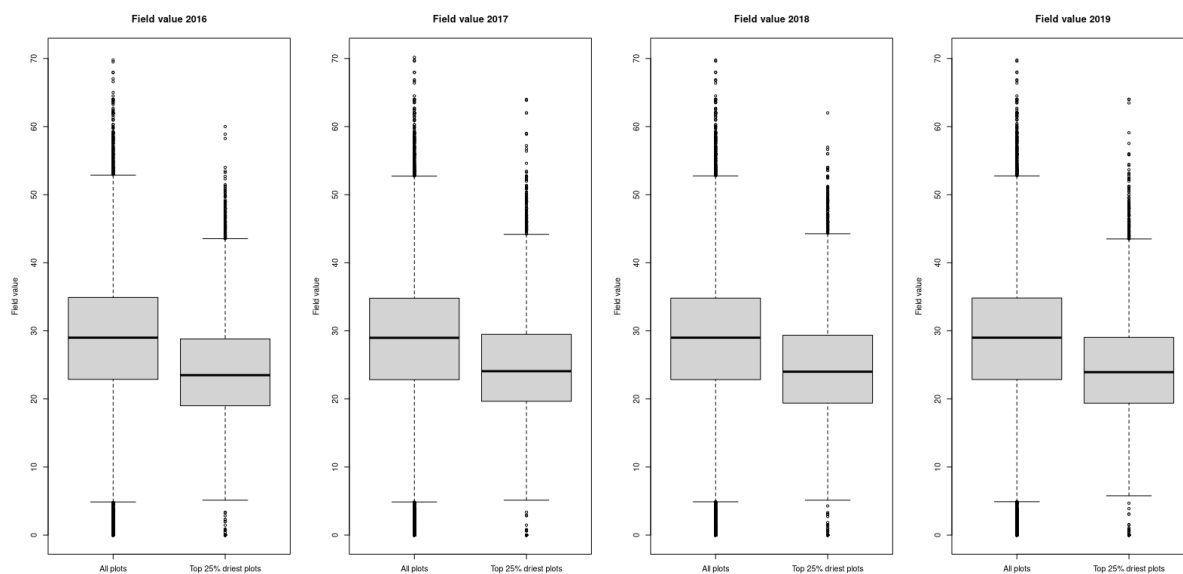 Field value 2016
Field value
70
60
50
40
30
20
10
0
All plots
Top 25% driest plots
Field value 2017
Field value
70
60
50
40
30
20
10
0
All plots
Top 25% driest plots
Field value 2018
Field value
70
60
50
40
30
20
10
0
All plots
Top 25% driest plots
Field value 2019
Field value
70
60
50
40
30
20
10
0
All plots
Top 25% driest plots